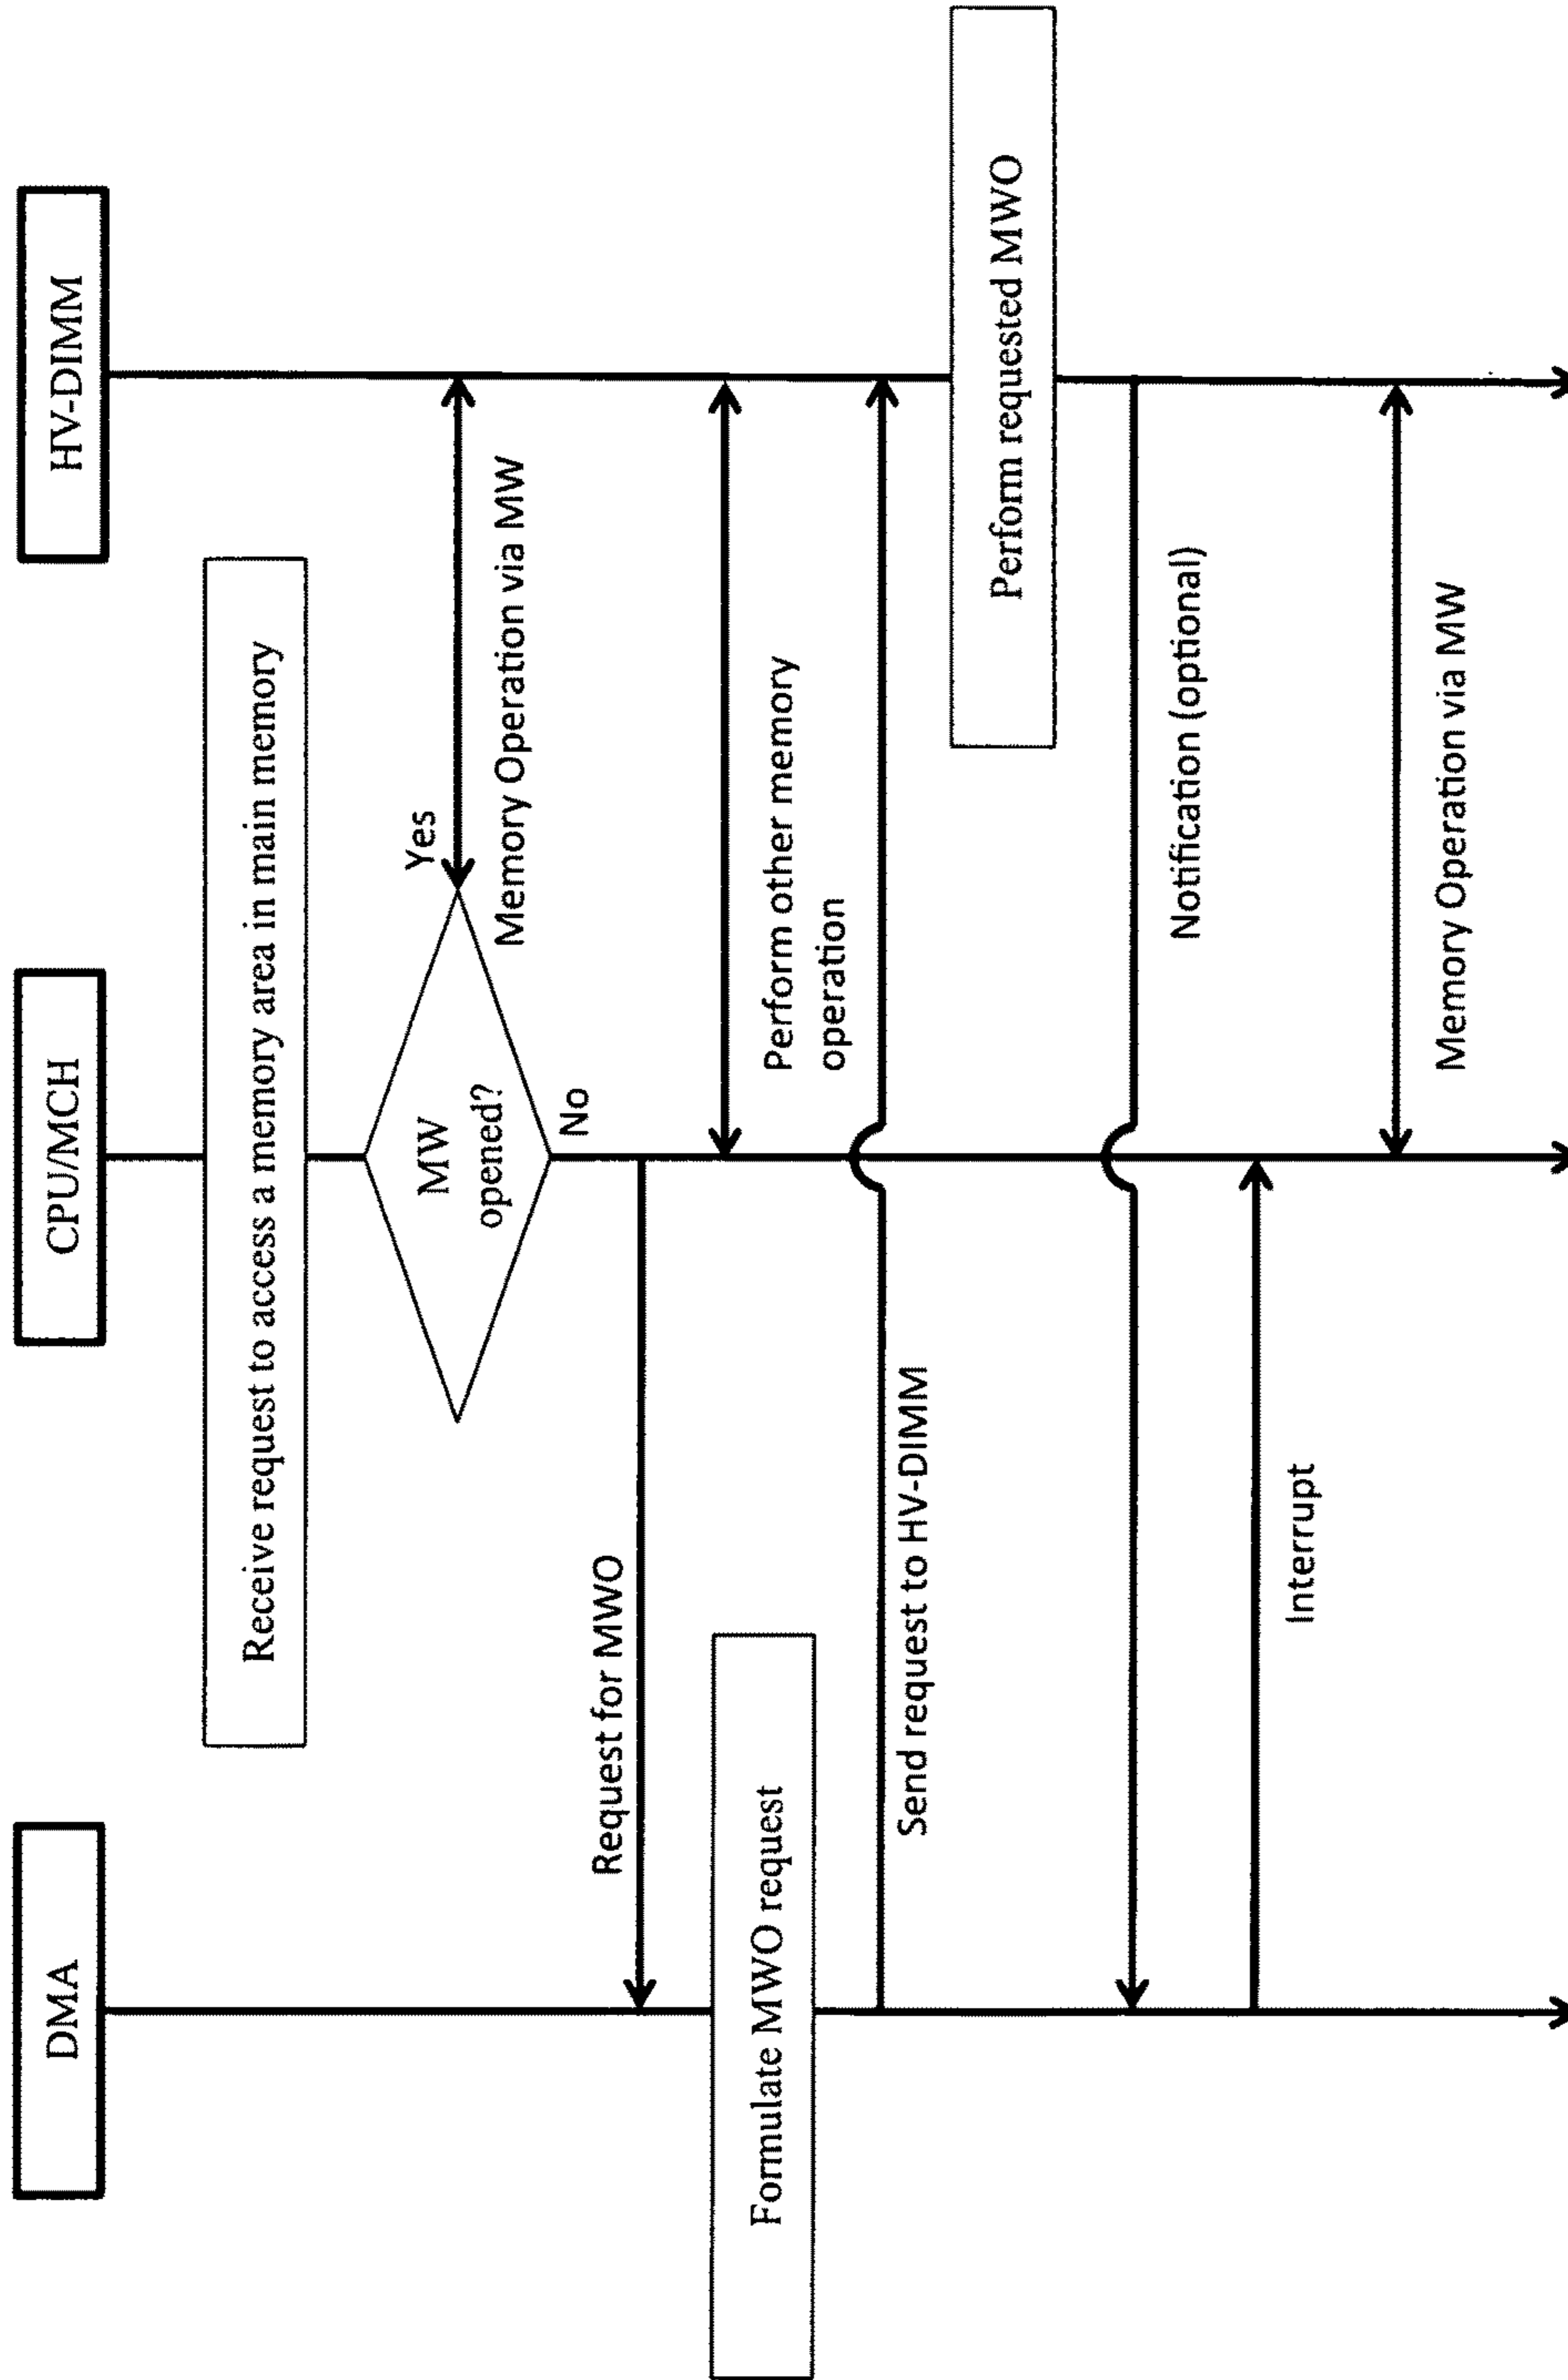 DMA
CPU/MCH
HV-DIMM
Receive request to access a memory area in main memory
MW
opened?
Yes
Memory Operation via MW
No
Request for MWO
Formulate MWO request
Perform other memory
operation
Send request to HV-DIMM
Perform requested MWO
Notification (optional)
Interrupt
Memory Operation via MW